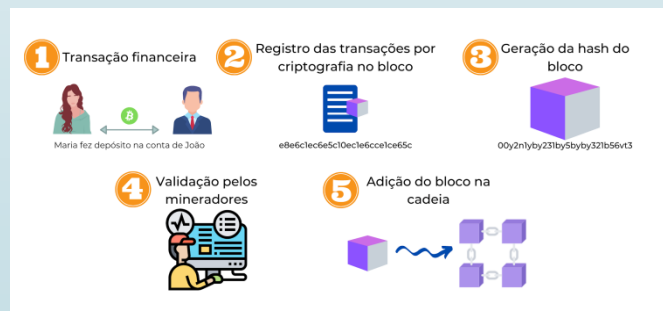 1 Transação financeira
Maria fez depósito na conta de João
2 Registro das transações por
criptografia no bloco
e8e6c1ec6e5c10ec1e6cce1ce65c
3 Geração da hash do
bloco
00y2n1yby231by5byby321b56vt3
4 Validação pelos
mineradores
5 Adição do bloco na
cadeia